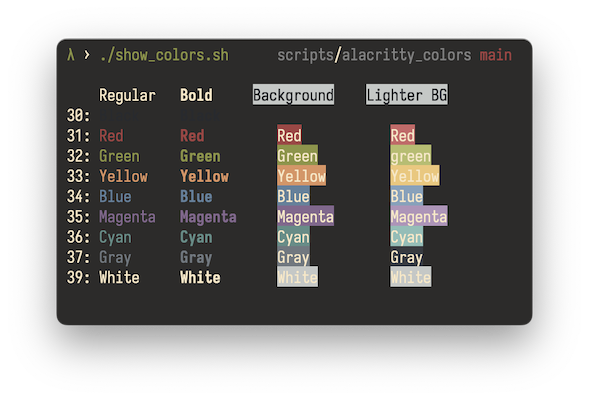 λ › ./show_colors.sh scripts/alacritty_colors main
Regular Bold Background Lighter BG
30:
31: Red Red Red Red
32: Green Green Green green
33: Yellow Yellow Yellow Yellow
34: Blue Blue Blue Blue
35: Magenta Magenta Magenta Magenta
36: Cyan Cyan Cyan Cyan
37: Gray Gray Gray Gray
39: White White White White